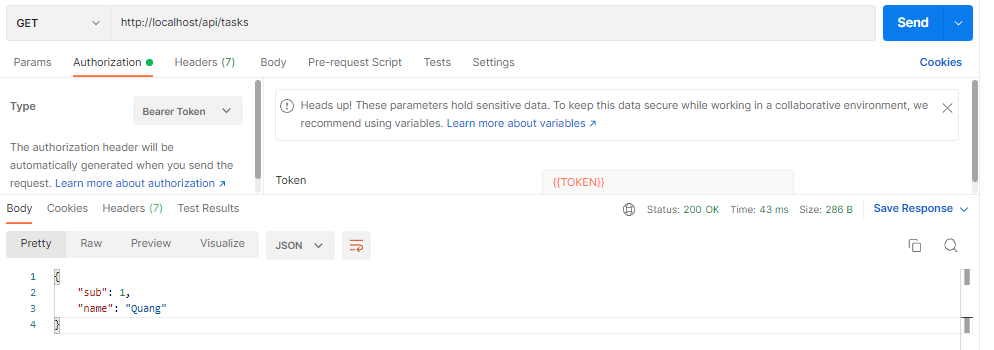 GET http://localhost/api/tasks Send
Params Authorization Headers (7) Body Pre-request Script Tests Settings Cookies
Type Bearer Token
The authorization header will be
automatically generated when you send the
request. Learn more about authorization ↗
Heads up! These parameters hold sensitive data. To keep this data secure while working in a collaborative environment, we
recommend using variables. Learn more about variables ↗
Token {{TOKEN}}
Body Cookies Headers (7) Test Results Status: 200 OK Time: 43 ms Size: 286 B Save Response
Pretty Raw Preview Visualize JSON
1 {
2 "sub": 1,
3 "name": "Quang"
4 }